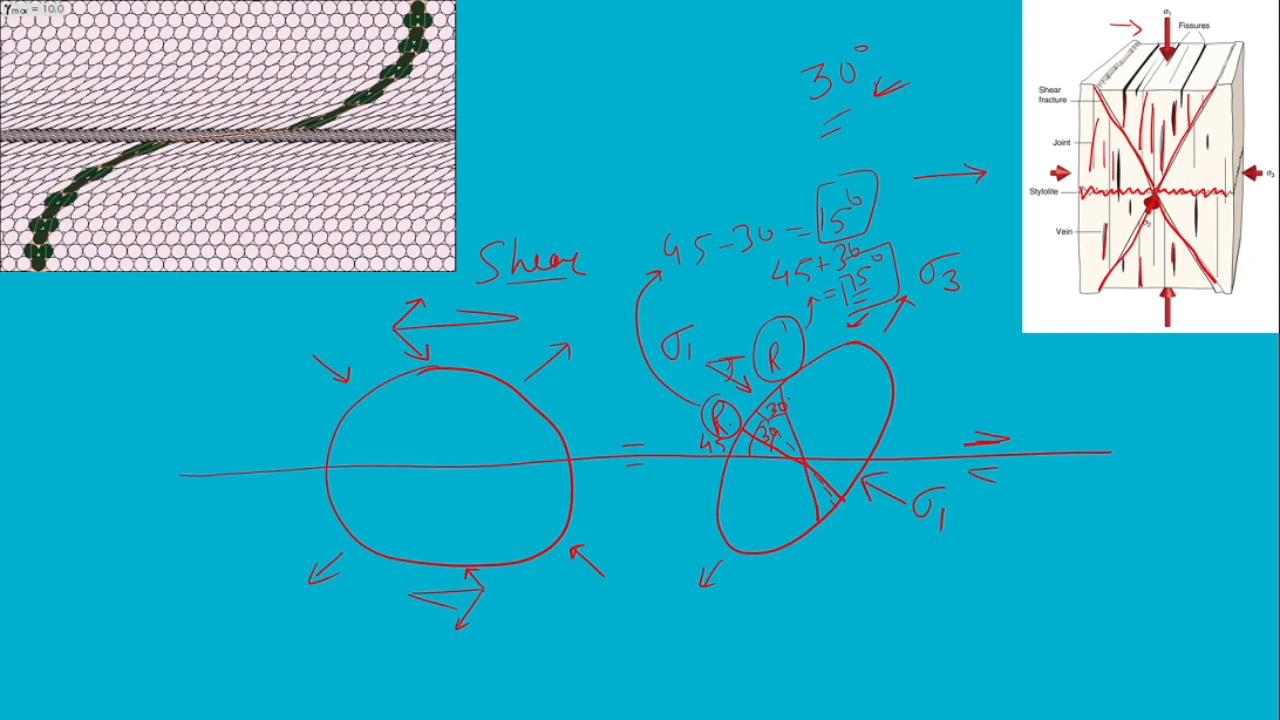 γmax = 10.0
σ1
Fissures
Shear
fracture
Joint
σ3
Stylolite
σ2
Vein
30°
45-30=15°
45+30
=75°
Shear
σ3
σ1
R'
R
30
30
45
=
σ1